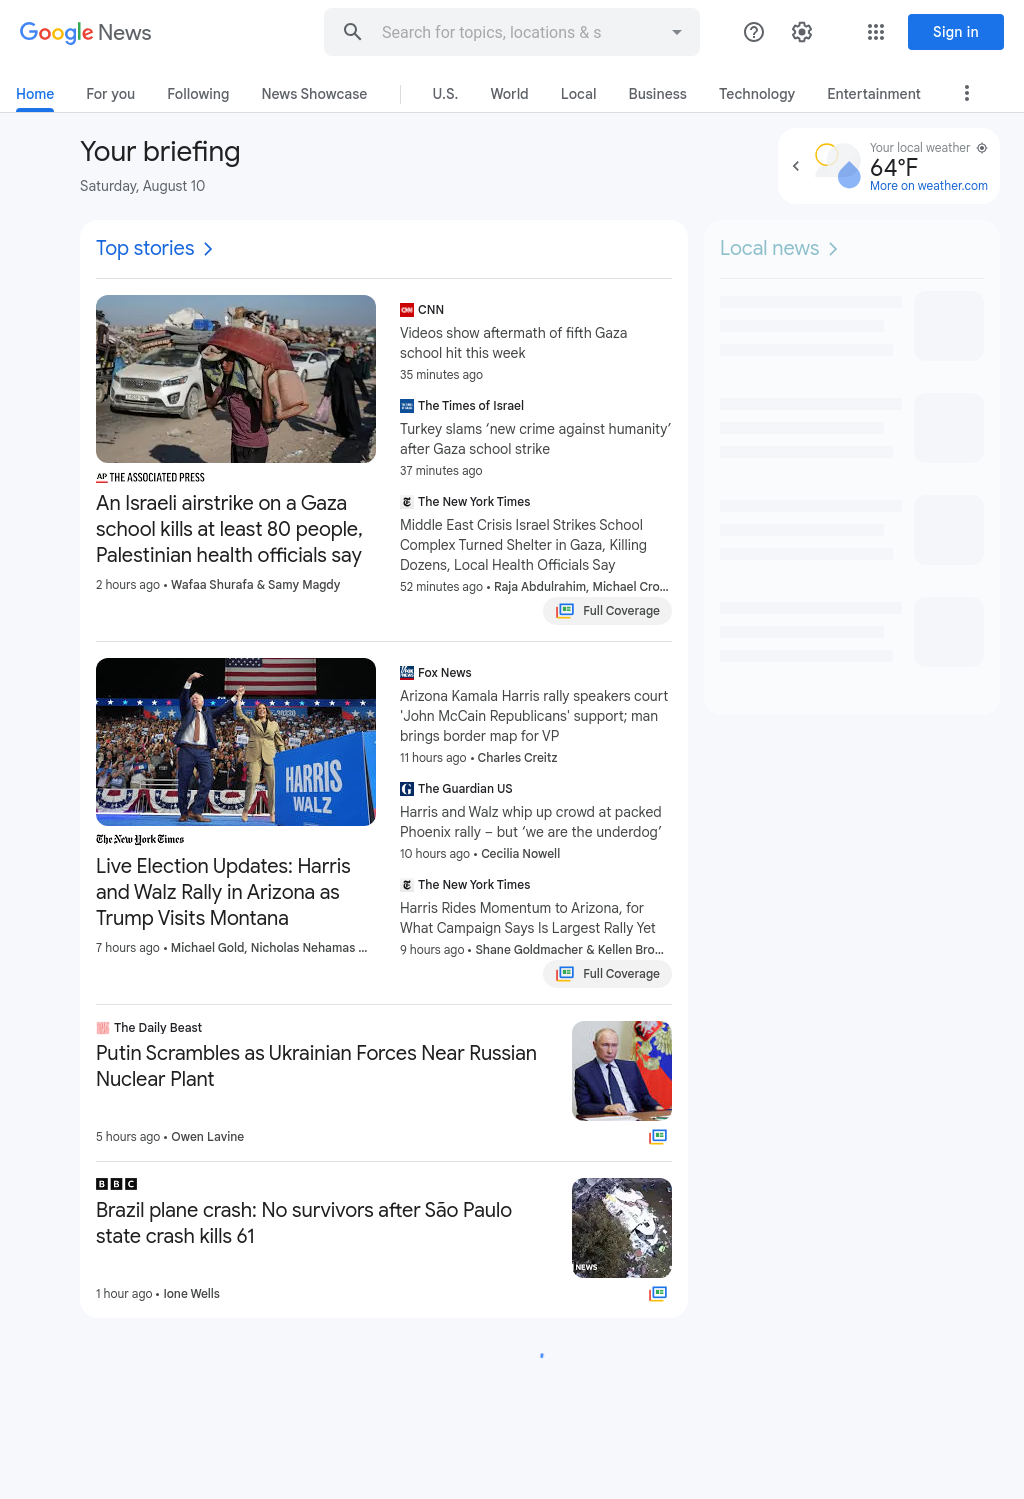 Google News
Search for topics, locations & s
Sign in
Home
For you
Following
News Showcase
U.S.
World
Local
Business
Technology
Entertainment
Your briefing
Saturday, August 10
Your local weather
64°F
More on weather.com
Top stories
THE ASSOCIATED PRESS
AP
An Israeli airstrike on a Gaza
school kills at least 80 people,
Palestinian health officials say
2 hours ago • Wafaa Shurafa & Samy Magdy
CNN
Videos show aftermath of fifth Gaza
school hit this week
35 minutes ago
The Times of Israel
Turkey slams ‘new crime against humanity’
after Gaza school strike
37 minutes ago
The New York Times
Middle East Crisis Israel Strikes School
Complex Turned Shelter in Gaza, Killing
Dozens, Local Health Officials Say
52 minutes ago • Raja Abdulrahim, Michael Cro...
Full Coverage
HARRIS
WALZ
The New York Times
Live Election Updates: Harris
and Walz Rally in Arizona as
Trump Visits Montana
7 hours ago • Michael Gold, Nicholas Nehamas ...
Fox News
Arizona Kamala Harris rally speakers court
'John McCain Republicans' support; man
brings border map for VP
11 hours ago • Charles Creitz
The Guardian US
Harris and Walz whip up crowd at packed
Phoenix rally – but ‘we are the underdog’
10 hours ago • Cecilia Nowell
The New York Times
Harris Rides Momentum to Arizona, for
What Campaign Says Is Largest Rally Yet
9 hours ago • Shane Goldmacher & Kellen Bro...
Full Coverage
The Daily Beast
Putin Scrambles as Ukrainian Forces Near Russian
Nuclear Plant
5 hours ago • Owen Lavine
BBC
Brazil plane crash: No survivors after São Paulo
state crash kills 61
NEWS
1 hour ago • Ione Wells
Local news